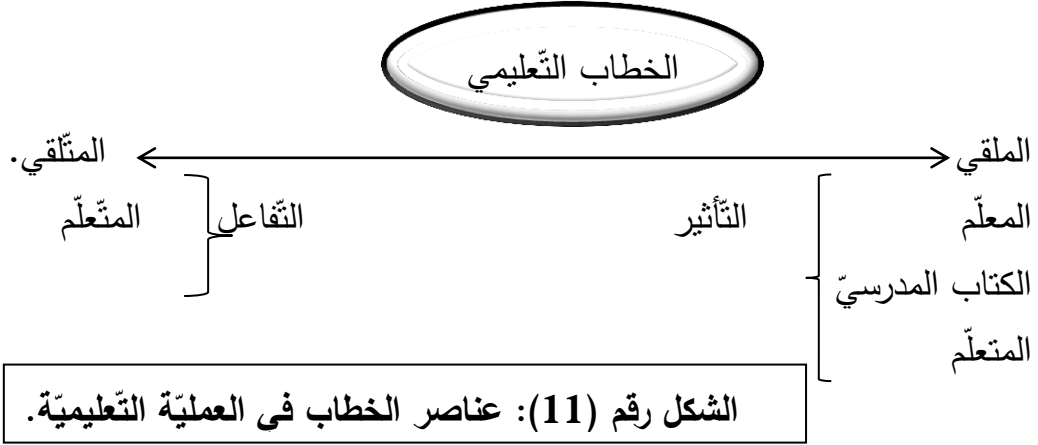 الخطاب التّعليمي
الملقي المتّلقي.
المعلّم التّأثير التّفاعل المتّعلّم
الكتاب المدرسيّ
المتعلّم
الشكل رقم (11): عناصر الخطاب في العمليّة التّعليميّة.